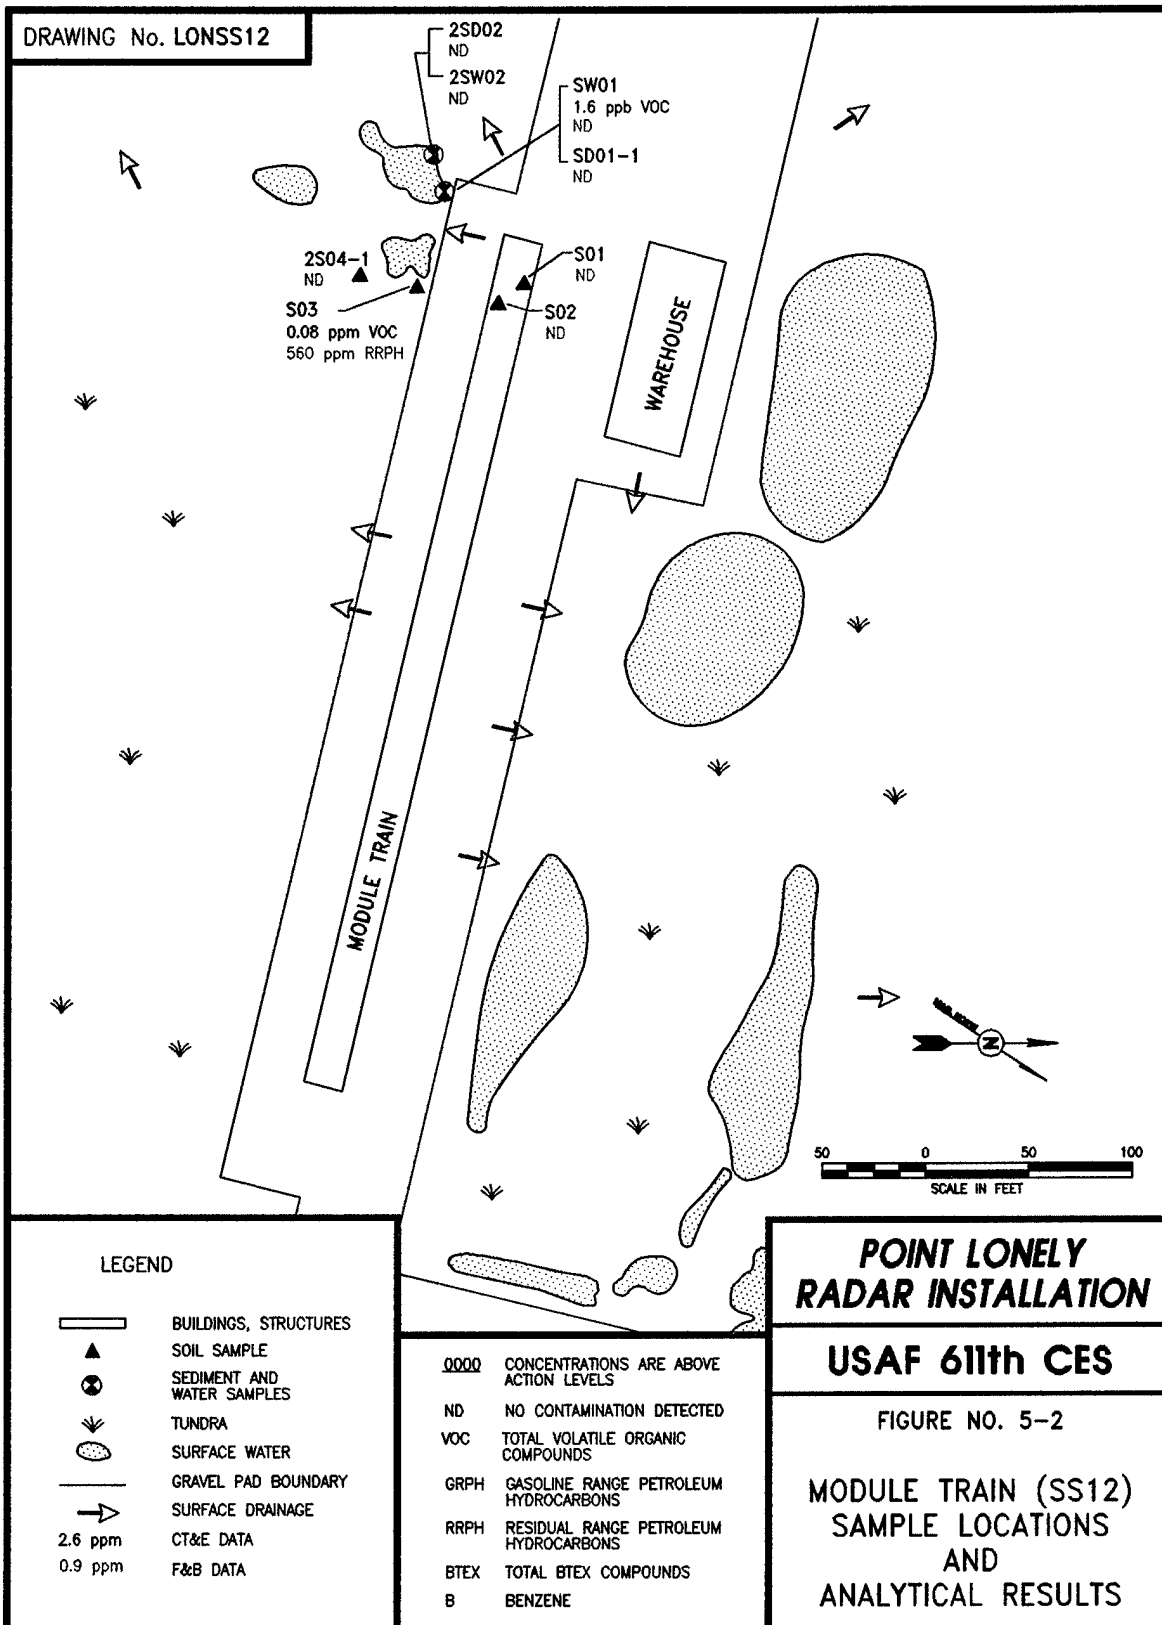 DRAWING No. LONSS12
2SD02
ND
2SW02
ND
SW01
1.6 ppb VOC
ND
SD01-1
ND
2S04-1
ND
S03
0.08 ppm VOC
560 ppm RRPH
S01
ND
S02
ND
WAREHOUSE
MODULE TRAIN
N
50 0 50 100
SCALE IN FEET
LEGEND
BUILDINGS, STRUCTURES
SOIL SAMPLE
SEDIMENT AND
WATER SAMPLES
TUNDRA
SURFACE WATER
GRAVEL PAD BOUNDARY
SURFACE DRAINAGE
2.6 ppm CT&E DATA
0.9 ppm F&B DATA
0000 CONCENTRATIONS ARE ABOVE
ACTION LEVELS
ND NO CONTAMINATION DETECTED
VOC TOTAL VOLATILE ORGANIC
COMPOUNDS
GRPH GASOLINE RANGE PETROLEUM
HYDROCARBONS
RRPH RESIDUAL RANGE PETROLEUM
HYDROCARBONS
BTEX TOTAL BTEX COMPOUNDS
B BENZENE
POINT LONELY
RADAR INSTALLATION
USAF 611th CES
FIGURE NO. 5-2
MODULE TRAIN (SS12)
SAMPLE LOCATIONS
AND
ANALYTICAL RESULTS